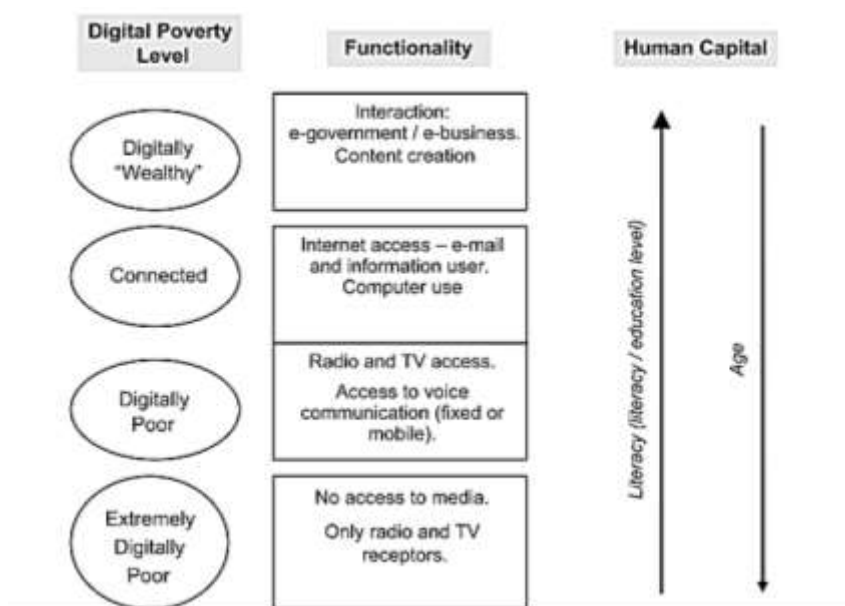 Digital Poverty
Level
Functionality
Human Capital
Digitally
"Wealthy"
Interaction:
e-government / e-business.
Content creation
Connected
Internet access – e-mail
and information user.
Computer use
Digitally
Poor
Radio and TV access.
Access to voice
communication (fixed or
mobile).
Extremely
Digitally
Poor
No access to media.
Only radio and TV
receptors.
Literacy (literacy / education level)
Age